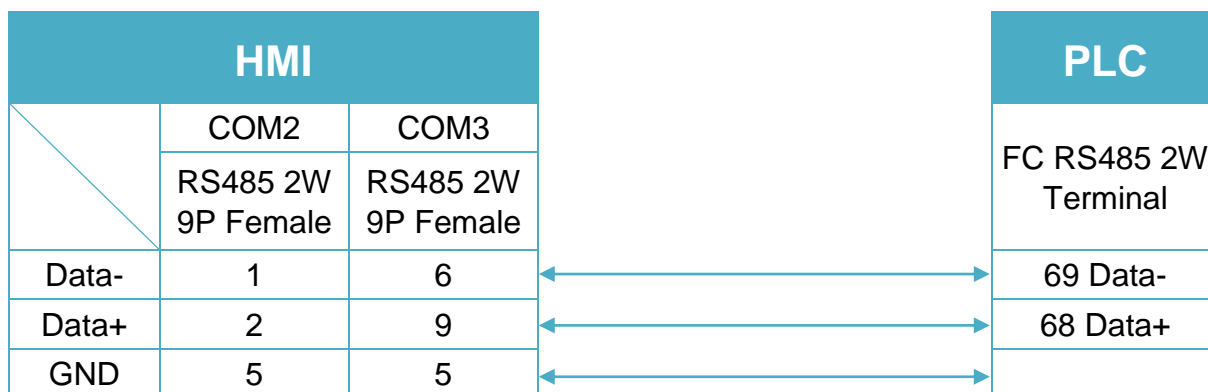 HMI
PLC
COM2 COM3
RS485 2W
9P Female
RS485 2W
9P Female
FC RS485 2W
Terminal
Data- 1 6 69 Data-
Data+ 2 9 68 Data+
GND 5 5